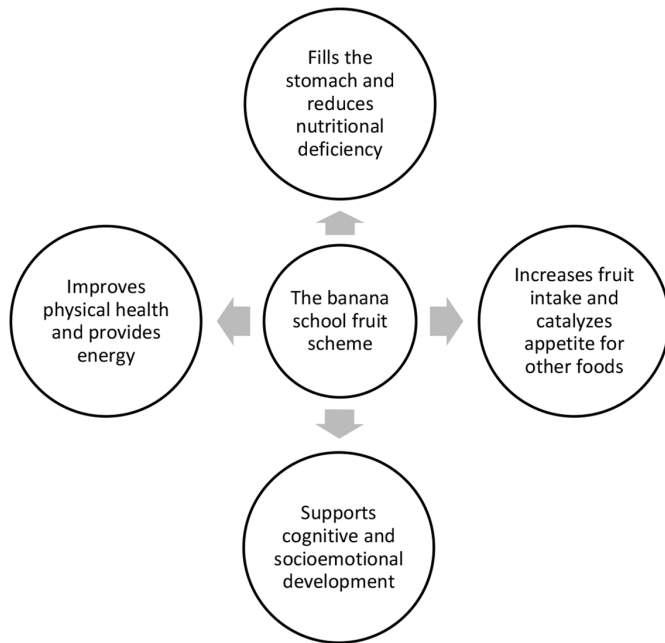 Fills the
stomach and
reduces
nutritional
deficiency
Improves
physical health
and provides
energy
The banana
school fruit
scheme
Increases fruit
intake and
catalyzes
appetite for
other foods
Supports
cognitive and
socioemotional
development